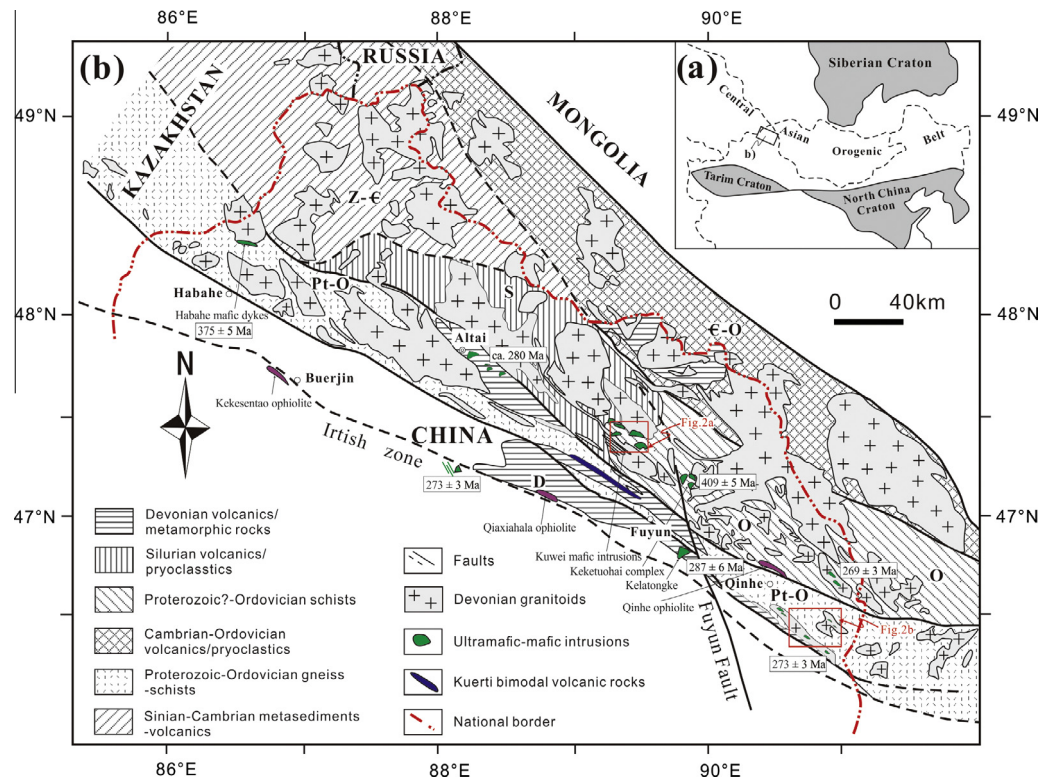 86°E
88°E
90°E
(b)
RUSSIA
(a)
Siberian Craton
Central
Asian
Orogenic
Belt
b)
Tarim Craton
North China
Craton
49°N
49°N
KAZAKHSTAN
MONGOLIA
Z-Є
Pt-O
S
Habahe
Habahe mafic dykes
375 ± 5 Ma
0 40km
48°N
48°N
Altai
ca. 280 Ma
Є-O
N
Buerjin
Kekesentao ophiolite
Irtish zone
CHINA
Fig.2a
273 ± 3 Ma
D
409 ± 5 Ma
Qiaxiahala ophiolite
47°N
47°N
Fuyun
O
Kuwei mafic intrusions
Keketuohai complex
Kelatongke
287 ± 6 Ma
Qinhe
269 ± 3 Ma
O
Qinhe ophiolite
Pt-O
Fig.2b
Fuyun Fault
273 ± 3 Ma
Devonian volcanics/
metamorphic rocks
Silurian volcanics/
pryoclasstics
Proterozoic?-Ordovician schists
Cambrian-Ordovician
volcanics/pryoclastics
Proterozoic-Ordovician gneiss
-schists
Sinian-Cambrian metasediments
-volcanics
Faults
Devonian granitoids
Ultramafic-mafic intrusions
Kuerti bimodal volcanic rocks
National border
86°E
88°E
90°E